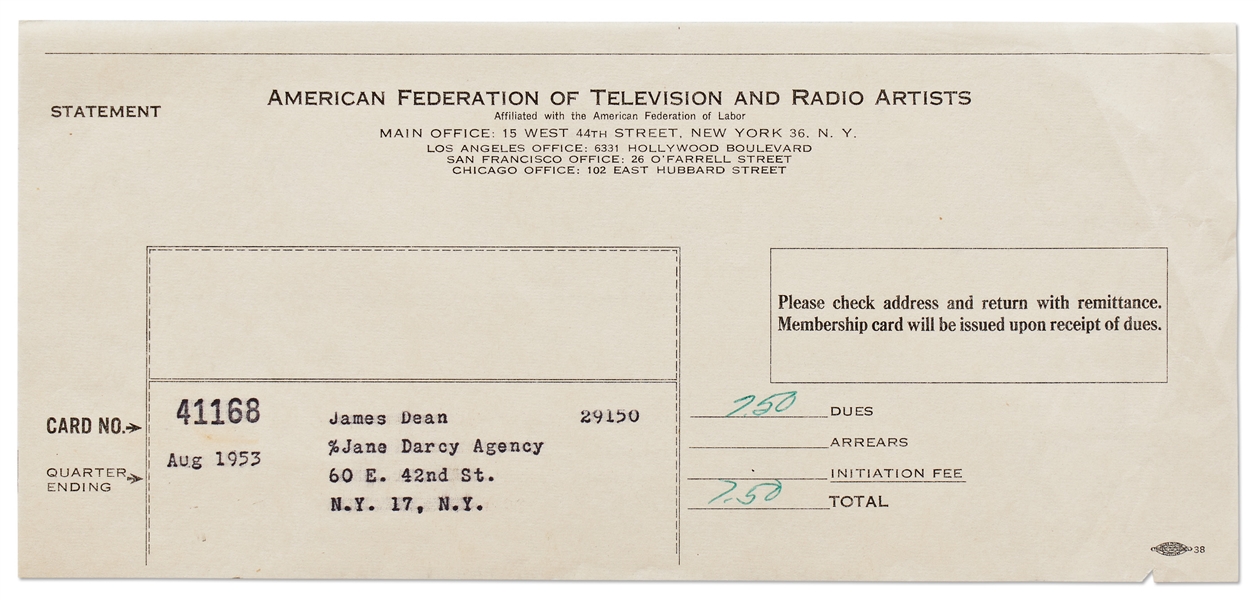 STATEMENT
AMERICAN FEDERATION OF TELEVISION AND RADIO ARTISTS
Affiliated with the American Federation of Labor
MAIN OFFICE: 15 WEST 44TH STREET, NEW YORK 36, N. Y.
LOS ANGELES OFFICE: 6331 HOLLYWOOD BOULEVARD
SAN FRANCISCO OFFICE: 26 O'FARRELL STREET
CHICAGO OFFICE: 102 EAST HUBBARD STREET
Please check address and return with remittance.
Membership card will be issued upon receipt of dues.
CARD NO. 41168
QUARTER
ENDING
Aug 1953
James Dean 29150
%Jane Darcy Agency
60 E. 42nd St.
N.Y. 17, N.Y.
7.50 DUES
ARREARS
INITIATION FEE
7.50 TOTAL
38